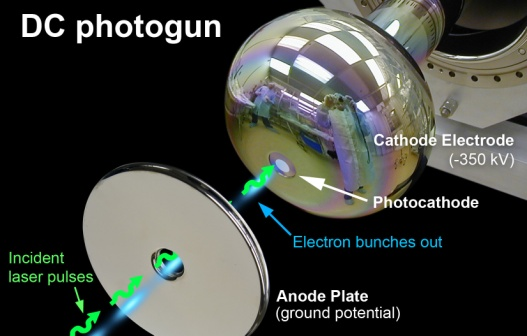 DC photogun
Cathode Electrode
(-350 kV)
Photocathode
Electron bunches out
Incident
laser pulses
Anode Plate
(ground potential)